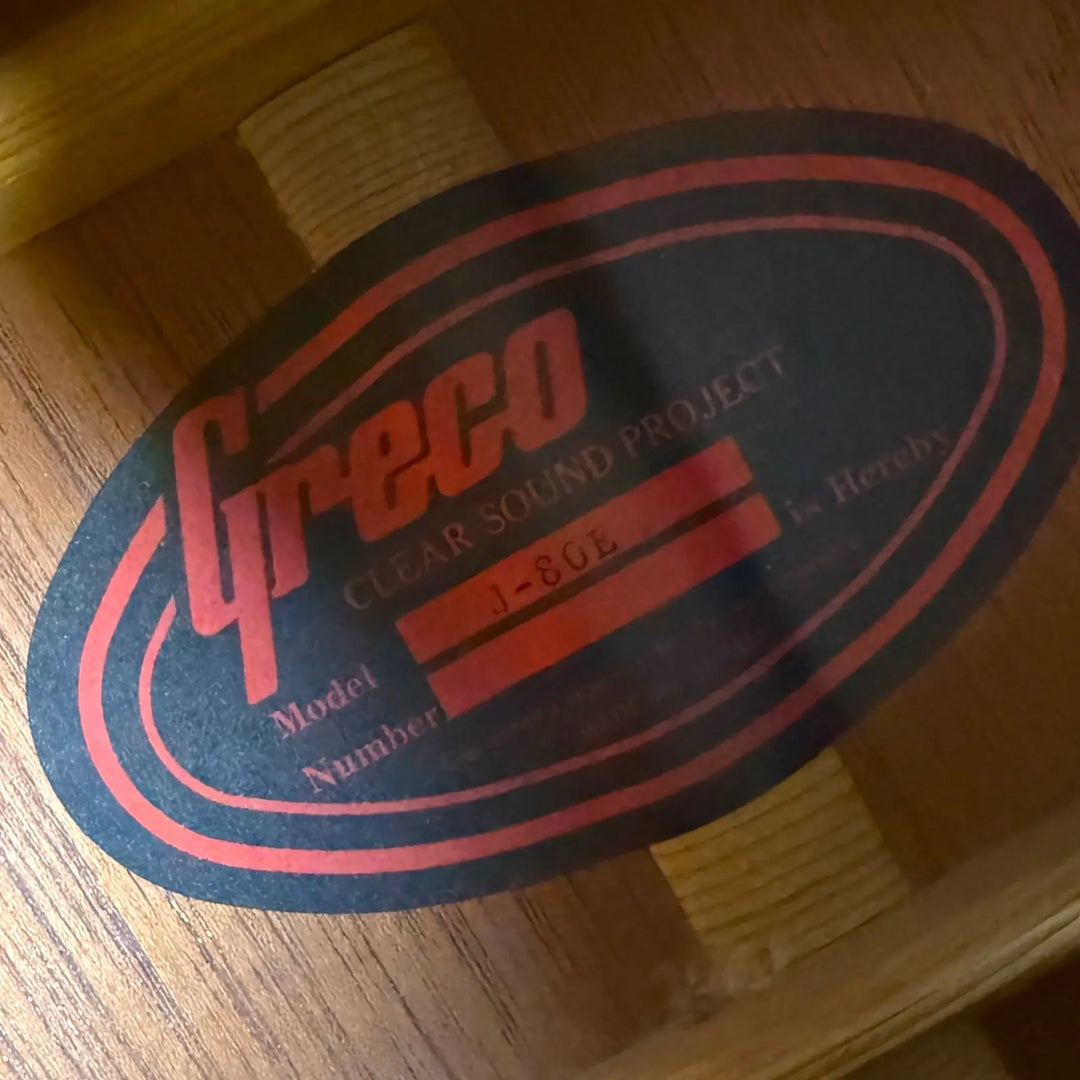 Greco
CLEAR SOUND PROJECT
Model J-80E is Hereby
Number